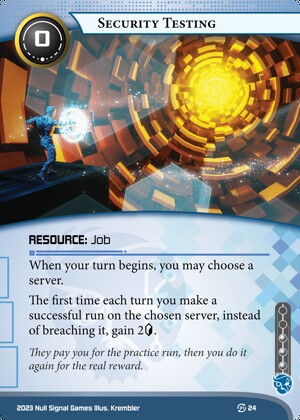 SECURITY TESTING
0
RESOURCE: Job
When your turn begins, you may choose a
server.
The first time each turn you make a
successful run on the chosen server, instead
of breaching it, gain 2
They pay you for the practice run, then you do it
again for the real reward.
2023 Null Signal Games Illus. Krembler
24